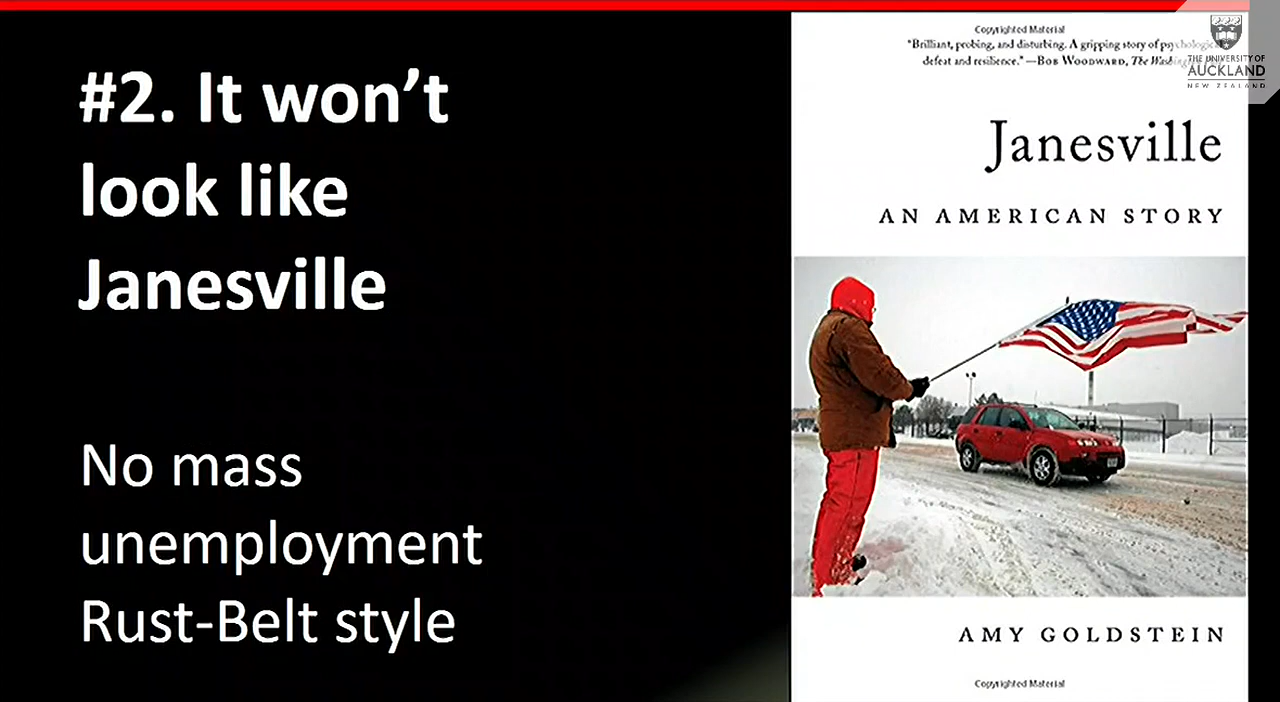 #2. It won’t
look like
Janesville
No mass
unemployment
Rust-Belt style
Copyrighted Material
"Brilliant, probing, and disturbing. A gripping story of psychological
defeat and resilience." —BOB WOODWARD, The
Janesville
AN AMERICAN STORY
AMY GOLDSTEIN
Copyrighted Material
THE UNIVERSITY OF
AUCKLAND
NEW ZEALAND